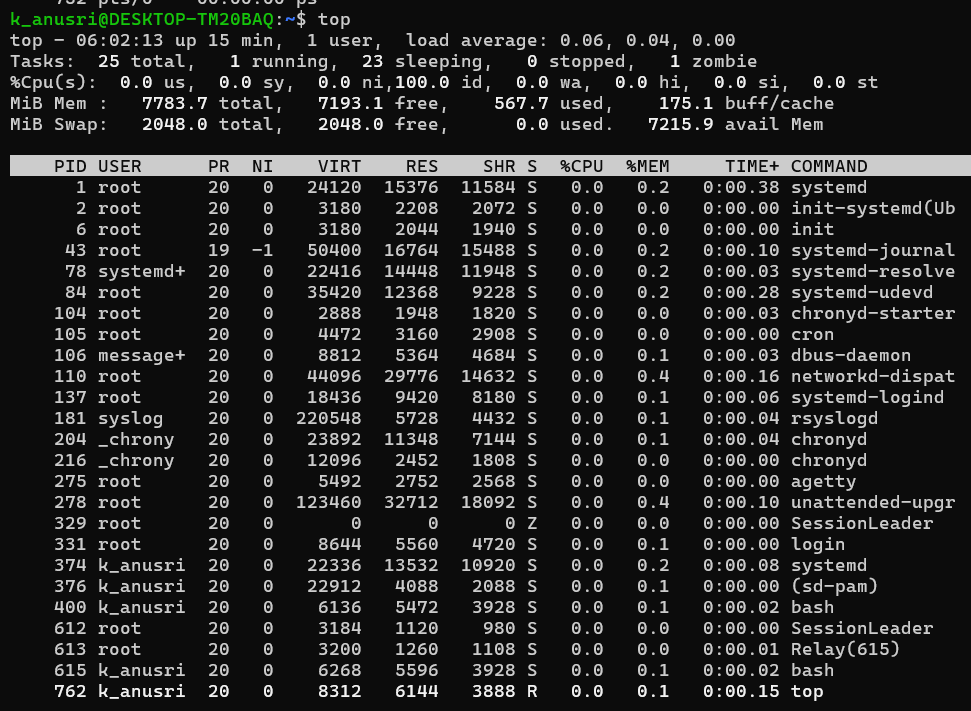 762 pts/0    00:00:00 ps
k_anusri@DESKTOP-TM20BAQ:~$ top
top - 06:02:13 up 15 min,  1 user,  load average: 0.06, 0.04, 0.00
Tasks:  25 total,   1 running,  23 sleeping,   0 stopped,   1 zombie
%Cpu(s):  0.0 us,  0.0 sy,  0.0 ni,100.0 id,  0.0 wa,  0.0 hi,  0.0 si,  0.0 st
MiB Mem :   7783.7 total,   7193.1 free,    567.7 used,    175.1 buff/cache
MiB Swap:   2048.0 total,   2048.0 free,      0.0 used.   7215.9 avail Mem
PID USER      PR  NI    VIRT    RES    SHR S  %CPU  %MEM     TIME+ COMMAND
1 root      20   0   24120  15376  11584 S   0.0   0.2   0:00.38 systemd
2 root      20   0    3180   2208   2072 S   0.0   0.0   0:00.00 init-systemd(Ub
6 root      20   0    3180   2044   1940 S   0.0   0.0   0:00.00 init
43 root      19  -1   50400  16764  15488 S   0.0   0.2   0:00.10 systemd-journal
78 systemd+  20   0   22416  14448  11948 S   0.0   0.2   0:00.03 systemd-resolve
84 root      20   0   35420  12368   9228 S   0.0   0.2   0:00.28 systemd-udevd
104 root      20   0    2888   1948   1820 S   0.0   0.0   0:00.03 chronyd-starter
105 root      20   0    4472   3160   2908 S   0.0   0.0   0:00.00 cron
106 message+  20   0    8812   5364   4684 S   0.0   0.1   0:00.03 dbus-daemon
110 root      20   0   44096  29776  14632 S   0.0   0.4   0:00.16 networkd-dispat
137 root      20   0   18436   9420   8180 S   0.0   0.1   0:00.06 systemd-logind
181 syslog    20   0  220548   5728   4432 S   0.0   0.1   0:00.04 rsyslogd
204 _chrony   20   0   23892  11348   7144 S   0.0   0.1   0:00.04 chronyd
216 _chrony   20   0   12096   2452   1808 S   0.0   0.0   0:00.00 chronyd
275 root      20   0    5492   2752   2568 S   0.0   0.0   0:00.00 agetty
278 root      20   0  123460  32712  18092 S   0.0   0.4   0:00.10 unattended-upgr
329 root      20   0       0      0      0 Z   0.0   0.0   0:00.00 SessionLeader
331 root      20   0    8644   5560   4720 S   0.0   0.1   0:00.00 login
374 k_anusri  20   0   22336  13532  10920 S   0.0   0.2   0:00.08 systemd
376 k_anusri  20   0   22912   4088   2088 S   0.0   0.1   0:00.00 (sd-pam)
400 k_anusri  20   0    6136   5472   3928 S   0.0   0.1   0:00.02 bash
612 root      20   0    3184   1120    980 S   0.0   0.0   0:00.00 SessionLeader
613 root      20   0    3200   1260   1108 S   0.0   0.0   0:00.01 Relay(615)
615 k_anusri  20   0    6268   5596   3928 S   0.0   0.1   0:00.02 bash
762 k_anusri  20   0    8312   6144   3888 R   0.0   0.1   0:00.15 top